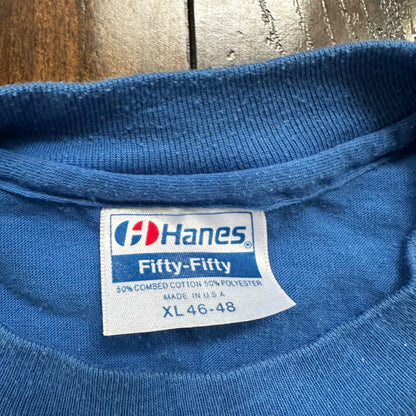 Hanes®
Fifty-Fifty
50% COMBED COTTON 50% POLYESTER
MADE IN U.S.A.
XL 46-48